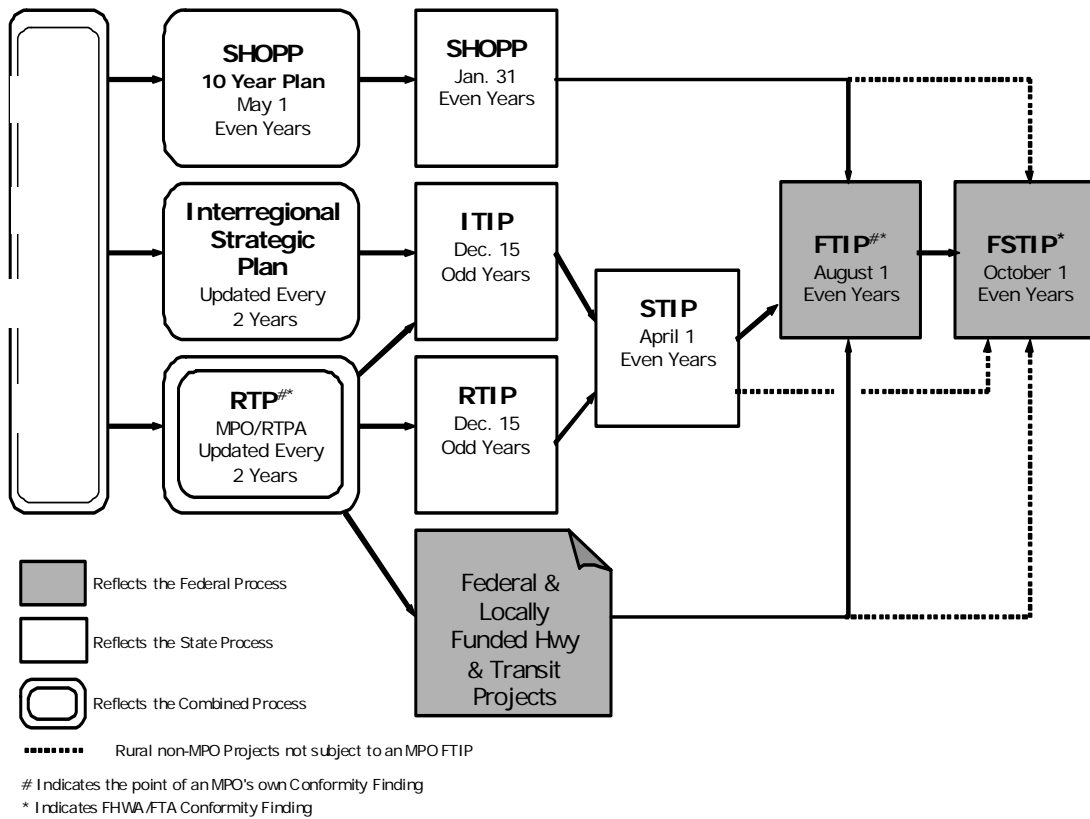 SHOPP
10 Year Plan
May 1
Even Years
SHOPP
Jan. 31
Even Years
Interregional
Strategic
Plan
Updated Every
2 Years
ITIP
Dec. 15
Odd Years
STIP
April 1
Even Years
FTIP#*
August 1
Even Years
FSTIP*
October 1
Even Years
RTP#*
MPO/RTPA
Updated Every
2 Years
RTIP
Dec. 15
Odd Years
Federal &
Locally
Funded Hwy
& Transit
Projects
Reflects the Federal Process
Reflects the State Process
Reflects the Combined Process
Rural non-MPO Projects not subject to an MPO FTIP
# Indicates the point of an MPO's own Conformity Finding
* Indicates FHWA/FTA Conformity Finding